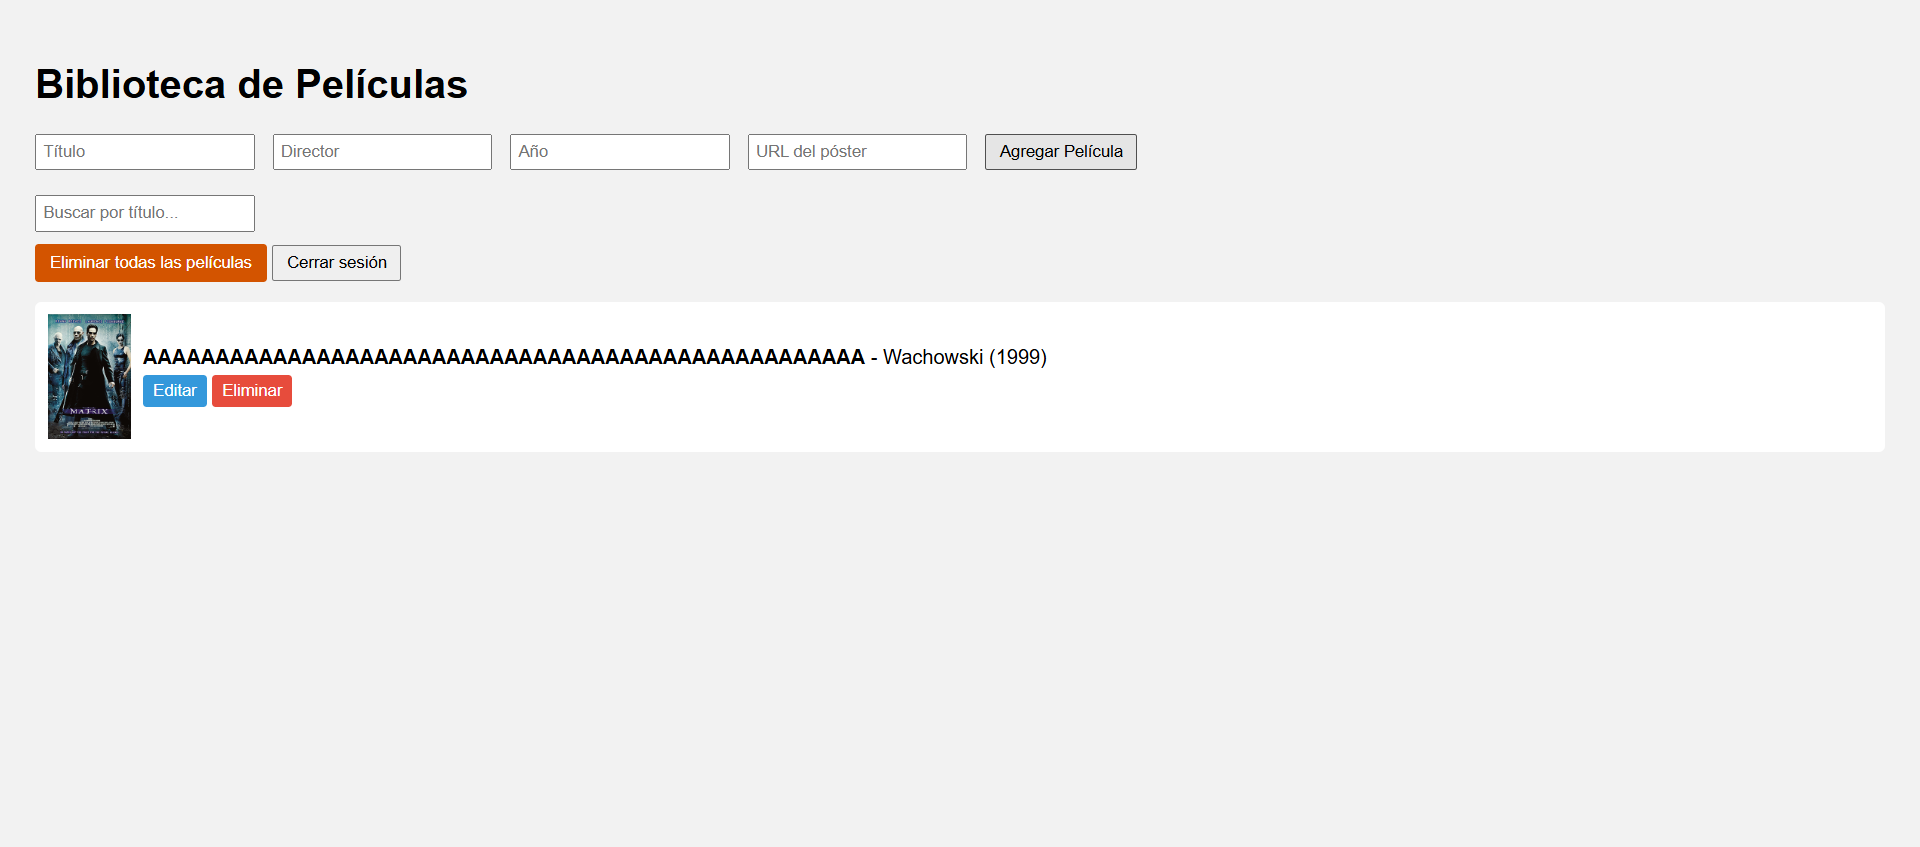 Biblioteca de Películas
Título Director Año URL del póster Agregar Película
Buscar por título...
Eliminar todas las películas Cerrar sesión
AAAAAAAAAAAAAAAAAAAAAAAAAAAAAAAAAAAAAAAAAAAAAAAAAA - Wachowski (1999)
Editar Eliminar
MATRIX